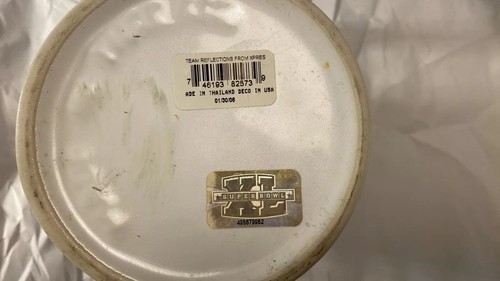 TEAM REFLECTIONS FROM XPRES
7 46193 82573 9
ADE IN THAILAND DECO IN USA
01/30/06
XL
SUPER BOWL